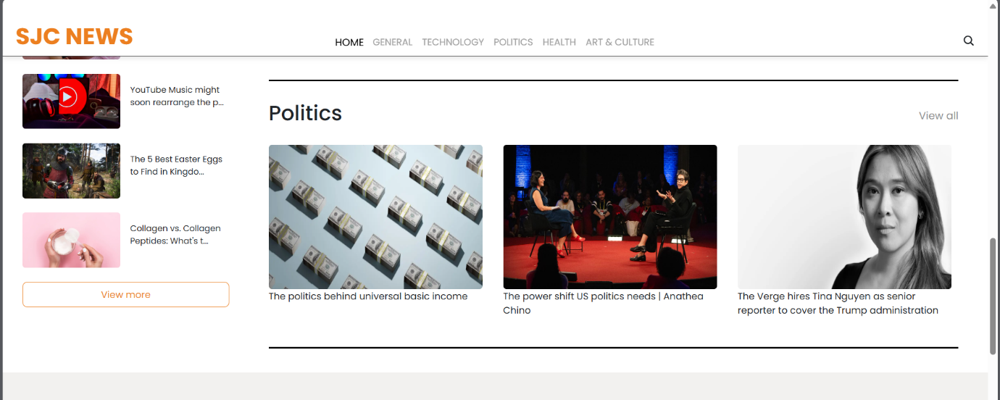 SJC NEWS
HOME GENERAL TECHNOLOGY POLITICS HEALTH ART & CULTURE
YouTube Music might
soon rearrange the p...
The 5 Best Easter Eggs
to Find in Kingdo...
Collagen vs. Collagen
Peptides: What's t...
View more
Politics
View all
The politics behind universal basic income
The power shift US politics needs | Anathea
Chino
The Verge hires Tina Nguyen as senior
reporter to cover the Trump administration